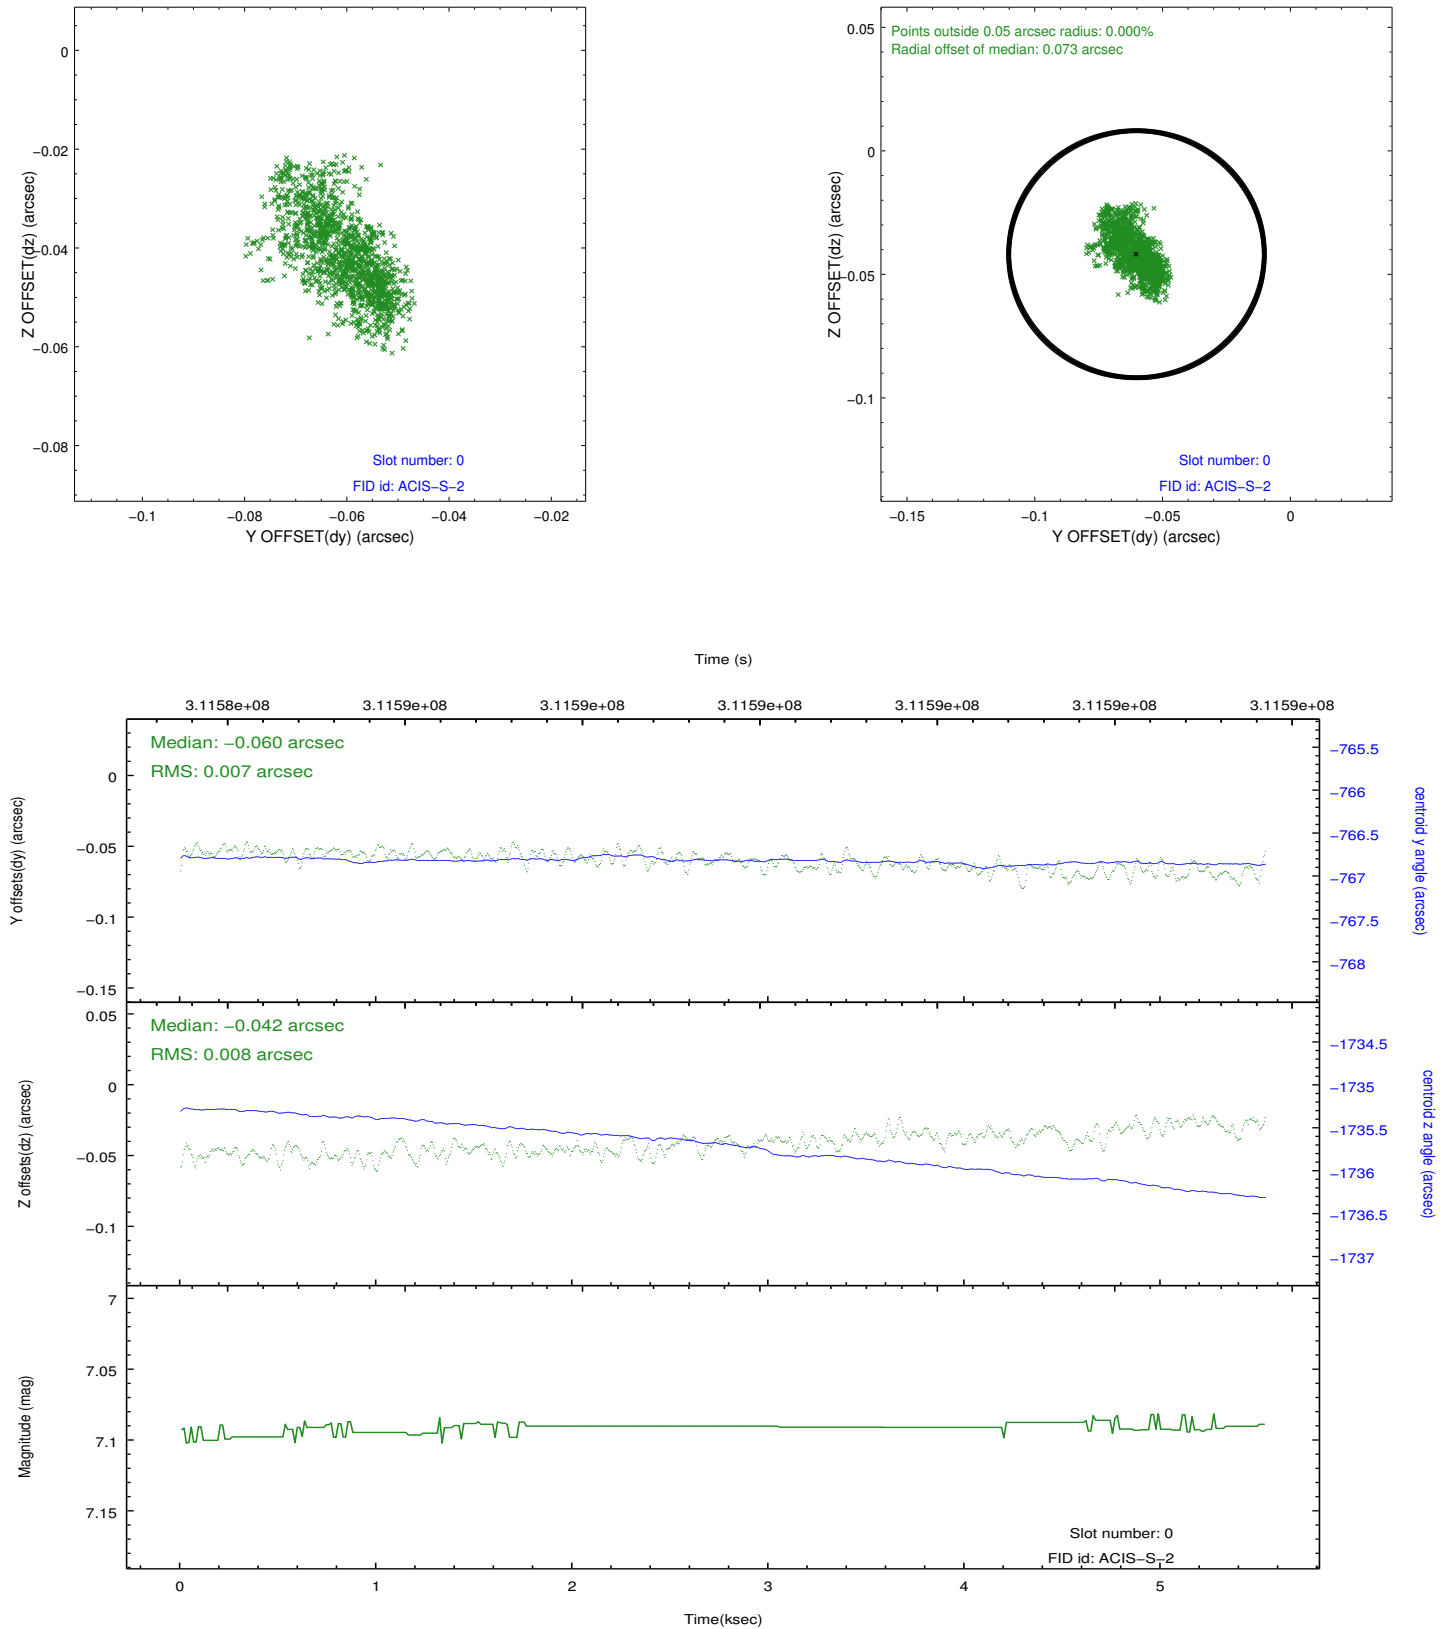 0
−0.02
−0.04
−0.06
−0.08
Z OFFSET(dz) (arcsec)
Slot number: 0
FID id: ACIS−S−2
−0.1
−0.08
−0.06
−0.04
−0.02
Y OFFSET(dy) (arcsec)
Points outside 0.05 arcsec radius: 0.000%
Radial offset of median: 0.073 arcsec
0.05
0
−0.05
−0.1
Z OFFSET(dz) (arcsec)
Slot number: 0
FID id: ACIS−S−2
−0.15
−0.1
−0.05
0
Y OFFSET(dy) (arcsec)
Time (s)
3.1158e+08
3.1159e+08
3.1159e+08
3.1159e+08
3.1159e+08
3.1159e+08
3.1159e+08
Median: −0.060 arcsec
RMS: 0.007 arcsec
0
−0.05
−0.1
−0.15
Y offsets(dy) (arcsec)
−765.5
−766
−766.5
−767
−767.5
−768
centroid y angle (arcsec)
Median: −0.042 arcsec
RMS: 0.008 arcsec
0.05
0
−0.05
−0.1
Z offsets(dz) (arcsec)
−1734.5
−1735
−1735.5
−1736
−1736.5
−1737
centroid z angle (arcsec)
7
7.05
7.1
7.15
Magnitude (mag)
Slot number: 0
FID id: ACIS−S−2
0
1
2
3
4
5
Time(ksec)